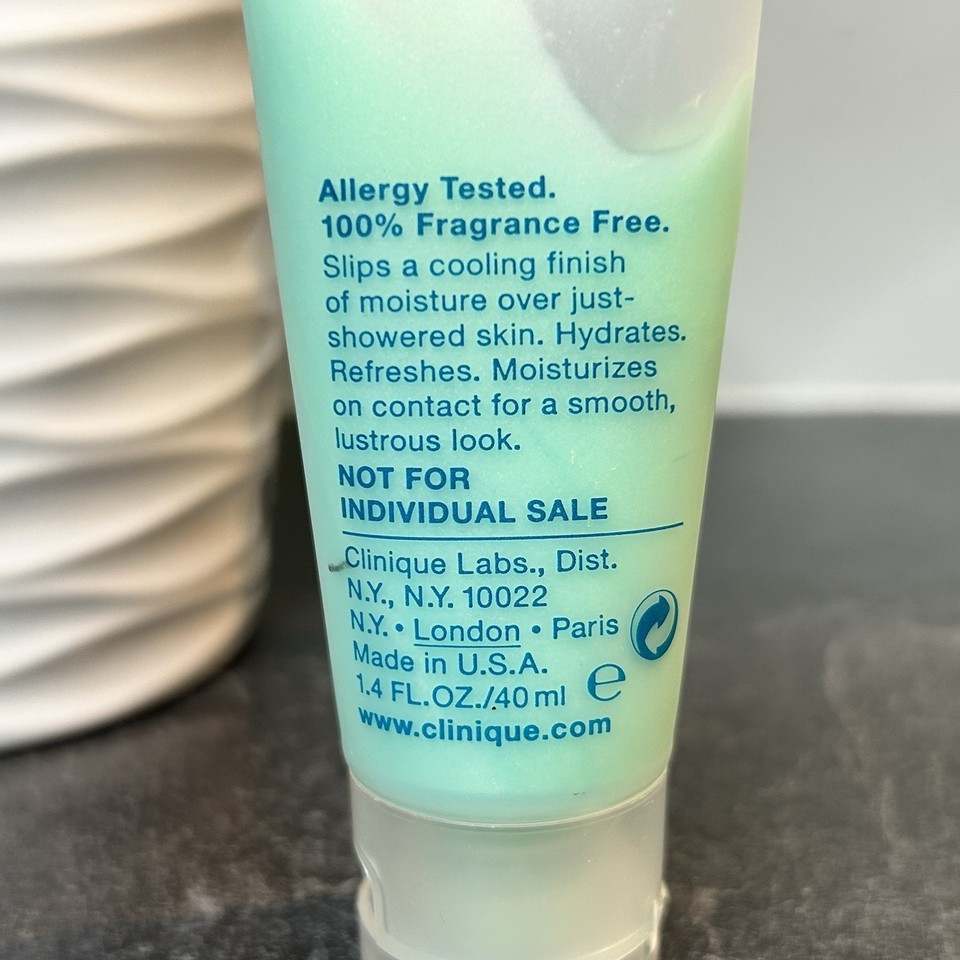 Allergy Tested.
100% Fragrance Free.
Slips a cooling finish
of moisture over just-
showered skin. Hydrates.
Refreshes. Moisturizes
on contact for a smooth,
lustrous look.
NOT FOR
INDIVIDUAL SALE
Clinique Labs., Dist.
N.Y., N.Y. 10022
N.Y. • London • Paris
Made in U.S.A.
1.4 FL.OZ./40 ml e
www.clinique.com